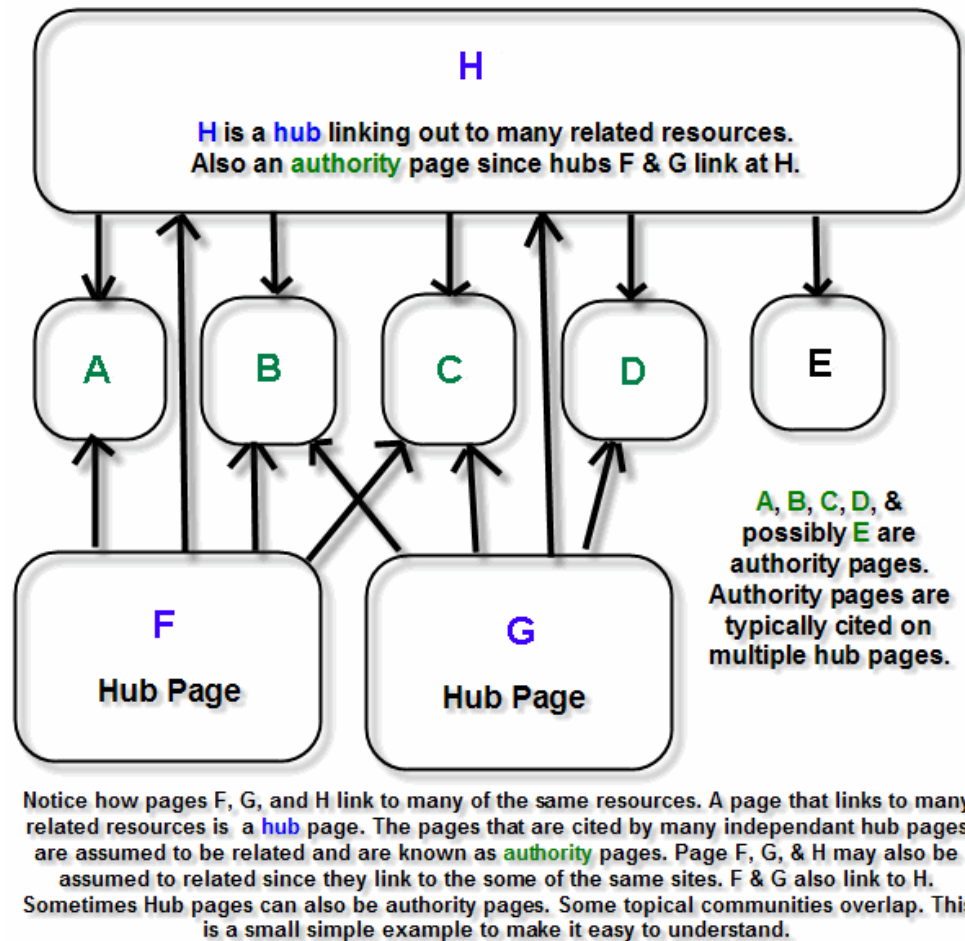 H
H is a hub linking out to many related resources.
Also an authority page since hubs F & G link at H.
A
B
C
D
E
A, B, C, D, &
possibly E are
authority pages.
Authority pages are
typically cited on
multiple hub pages.
F
Hub Page
G
Hub Page
Notice how pages F, G, and H link to many of the same resources. A page that links to many
related resources is a hub page. The pages that are cited by many independant hub pages
are assumed to be related and are known as authority pages. Page F, G, & H may also be
assumed to related since they link to the some of the same sites. F & G also link to H.
Sometimes Hub pages can also be authority pages. Some topical communities overlap. This
is a small simple example to make it easy to understand.